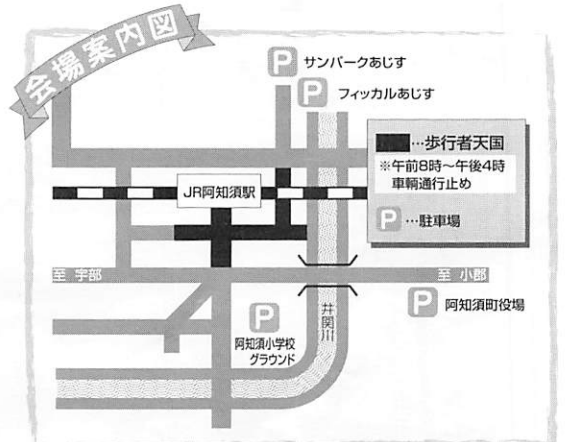 会場案内図
P サンパークあじす
P フィッカルあじす
…歩行者天国
※午前8時〜午後4時
車輌通行止め
P …駐車場
JR阿知須駅
至 宇部
至 小郡
P 阿知須町役場
P
阿知須小学校
グラウンド
井関川